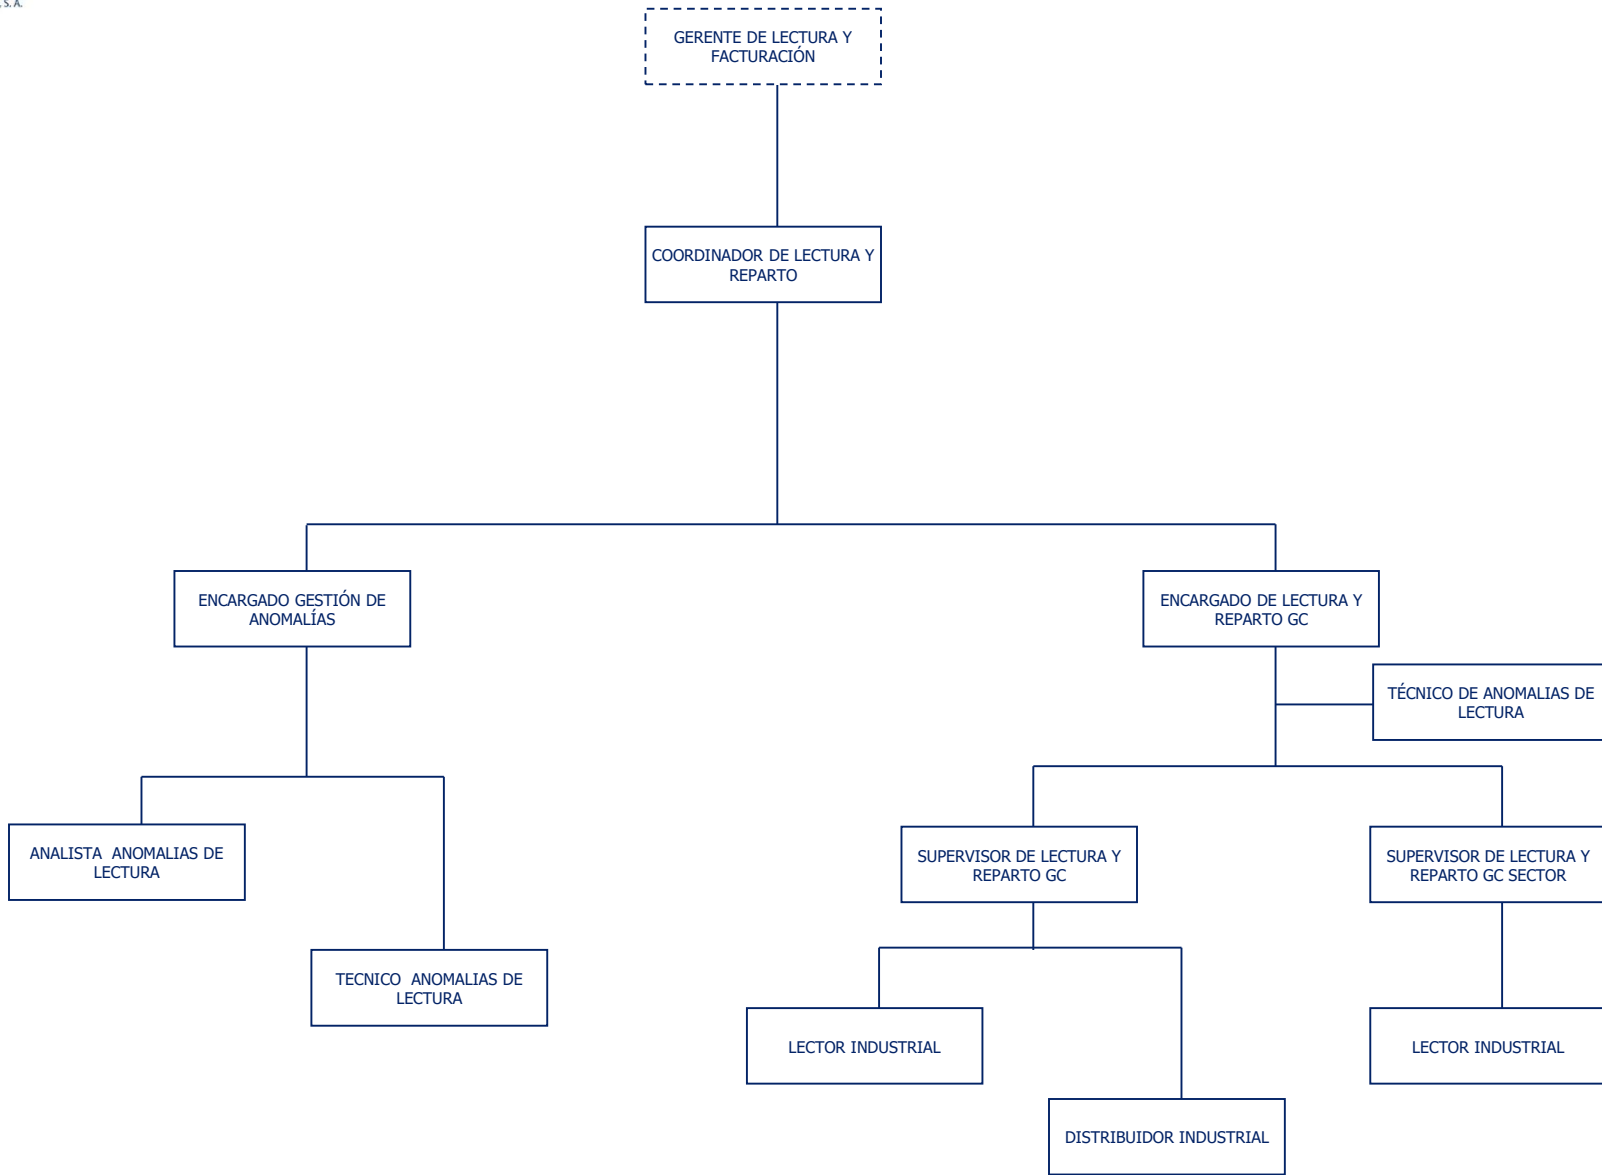 S. A.
GERENTE DE LECTURA Y
FACTURACIÓN
COORDINADOR DE LECTURA Y
REPARTO
ENCARGADO GESTIÓN DE
ANOMALÍAS
ENCARGADO DE LECTURA Y
REPARTO GC
TÉCNICO DE ANOMALIAS DE
LECTURA
ANALISTA  ANOMALIAS DE
LECTURA
SUPERVISOR DE LECTURA Y
REPARTO GC
SUPERVISOR DE LECTURA Y
REPARTO GC SECTOR
TECNICO  ANOMALIAS DE
LECTURA
LECTOR INDUSTRIAL
LECTOR INDUSTRIAL
DISTRIBUIDOR INDUSTRIAL